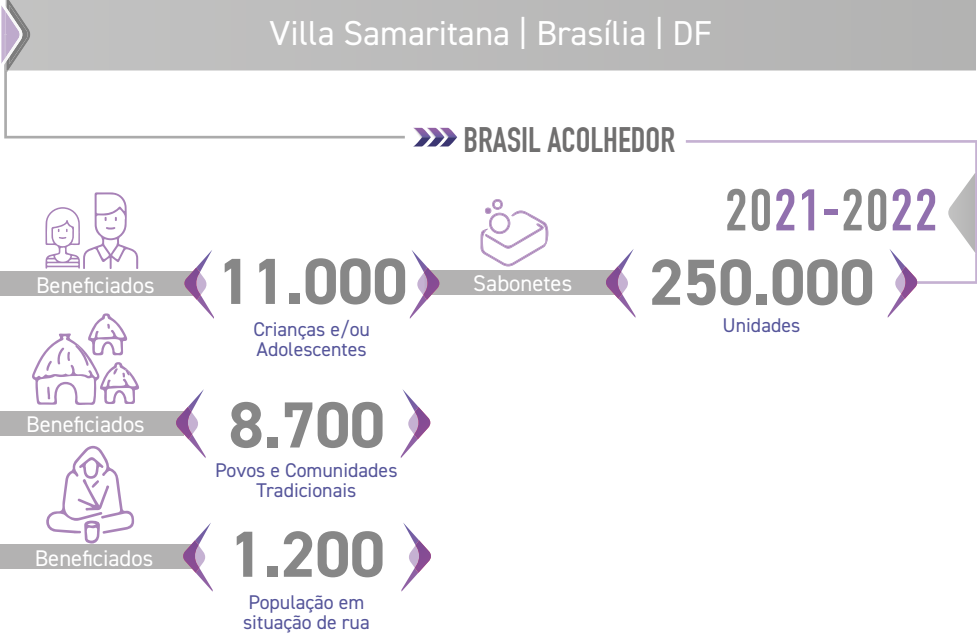 Villa Samaritana | Brasília | DF
BRASIL ACOLHEDOR
2021-2022
Beneficiados
11.000
Crianças e/ou
Adolescentes
Sabonetes
250.000
Unidades
Beneficiados
8.700
Povos e Comunidades
Tradicionais
Beneficiados
1.200
População em
situação de rua